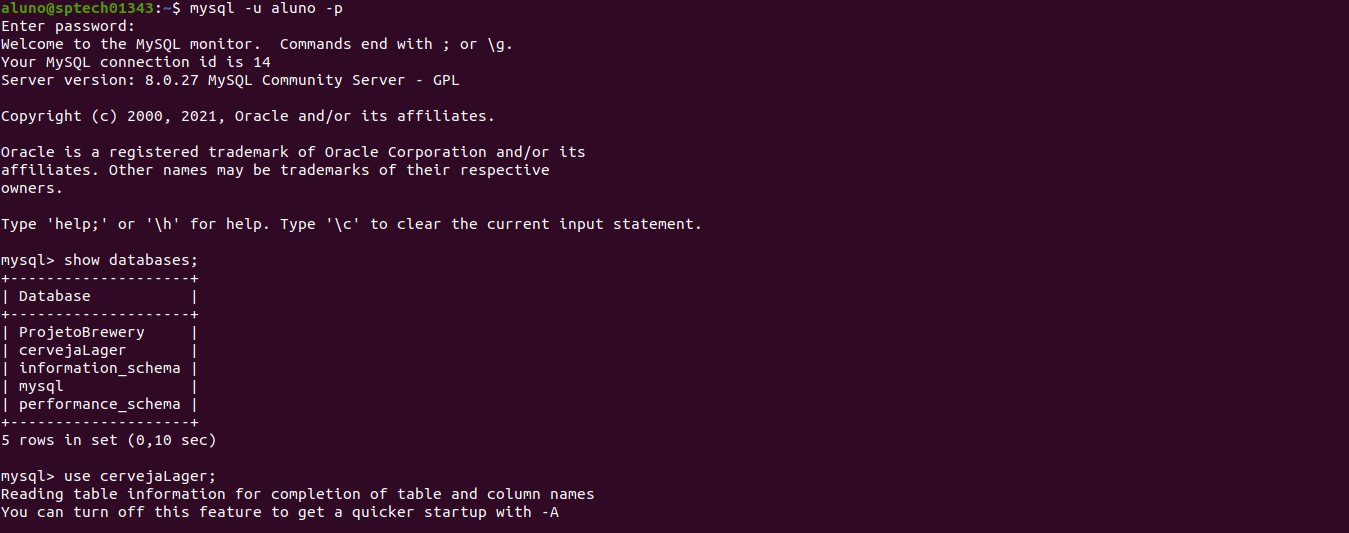 aluno@sptech01343:~$ mysql -u aluno -p
Enter password:
Welcome to the MySQL monitor.  Commands end with ; or \g.
Your MySQL connection id is 14
Server version: 8.0.27 MySQL Community Server - GPL

Copyright (c) 2000, 2021, Oracle and/or its affiliates.

Oracle is a registered trademark of Oracle Corporation and/or its
affiliates. Other names may be trademarks of their respective
owners.

Type 'help;' or '\h' for help. Type '\c' to clear the current input statement.

mysql> show databases;
+--------------------+
| Database           |
+--------------------+
| ProjetoBrewery     |
| cervejaLager       |
| information_schema |
| mysql              |
| performance_schema |
+--------------------+
5 rows in set (0,10 sec)

mysql> use cervejaLager;
Reading table information for completion of table and column names
You can turn off this feature to get a quicker startup with -A